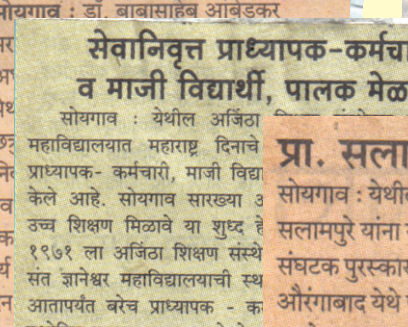 सोयगाव : डॉ. बाबासाहेब आंबेडकर
सेवानिवृत्त प्राध्यापक-कर्मचा
व माजी विद्यार्थी, पालक मेळ
सोयगाव : येथील अजिंठा
महाविद्यालयात महाराष्ट्र दिनाचे
प्राध्यापक- कर्मचारी, माजी विद्या
केले आहे. सोयगाव सारख्या अ
उच्च शिक्षण मिळावे या शुध्द हे
१९७१ ला अजिंठा शिक्षण संस्थे
संत ज्ञानेश्वर महाविद्यालयाची स्थ
आतापर्यंत बरेच प्राध्यापक - क
प्रा. सला
सोयगाव : येथील
सलामपुरे यांना
संघटक पुरस्कार
औरंगाबाद येथे